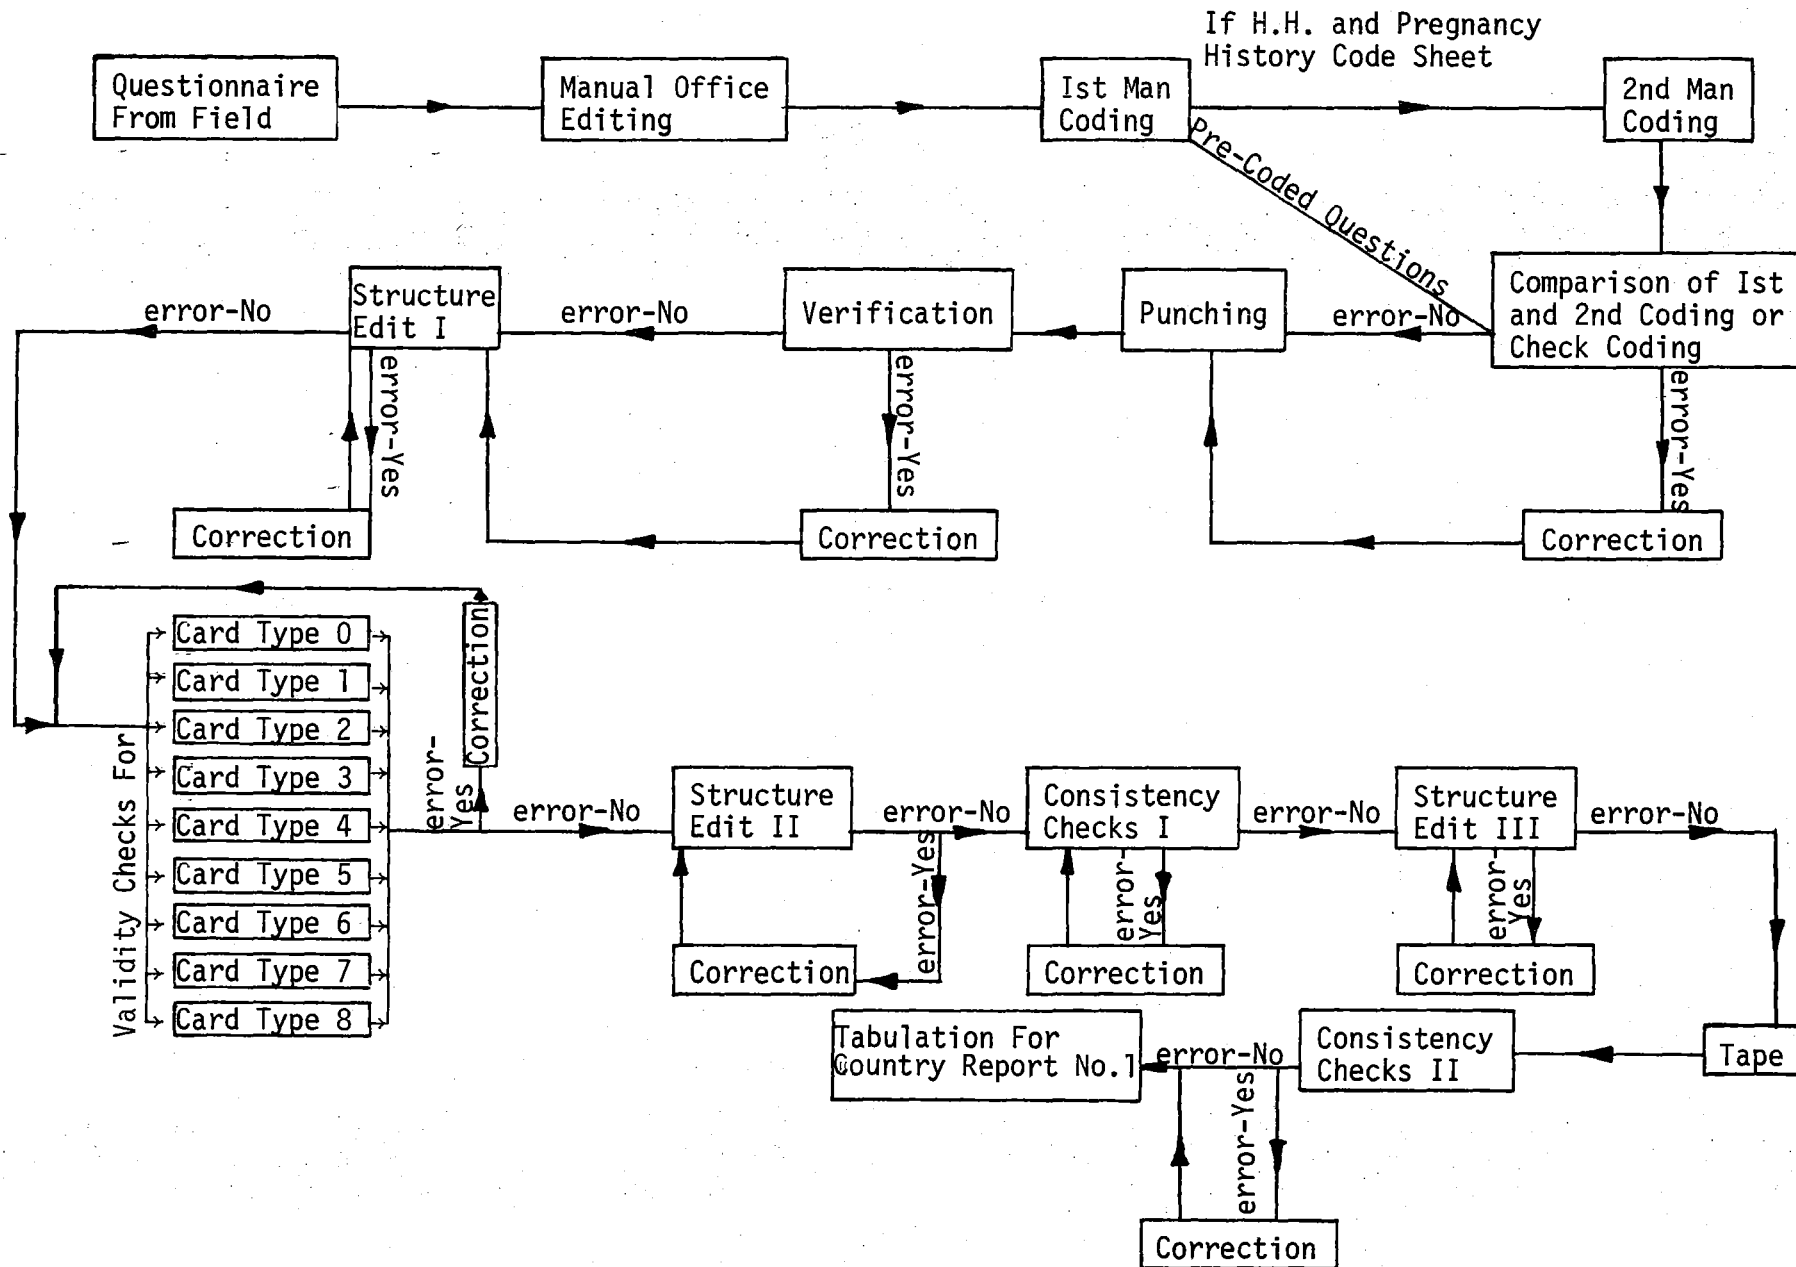 If H.H. and Pregnancy
History Code Sheet
Questionnaire
From Field
Manual Office
Editing
Ist Man
Coding
2nd Man
Coding
Pre-Coded Questions
Structure
Edit I
error-No
error-No
Verification
Punching
error-No
Comparison of Ist
and 2nd Coding or
Check Coding
error-Yes
error-Yes
error-Yes
Correction
Correction
Correction
Validity Checks For
Card Type 0
Card Type 1
Card Type 2
Card Type 3
Card Type 4
Card Type 5
Card Type 6
Card Type 7
Card Type 8
Correction
error-
Yes
error-No
Structure
Edit II
error-No
Consistency
Checks I
error-No
Structure
Edit III
error-No
error-Yes
error-
Yes
error-
Yes
Correction
Correction
Correction
Tabulation For
Country Report No.1
error-No
Consistency
Checks II
Tape
error-Yes
Correction